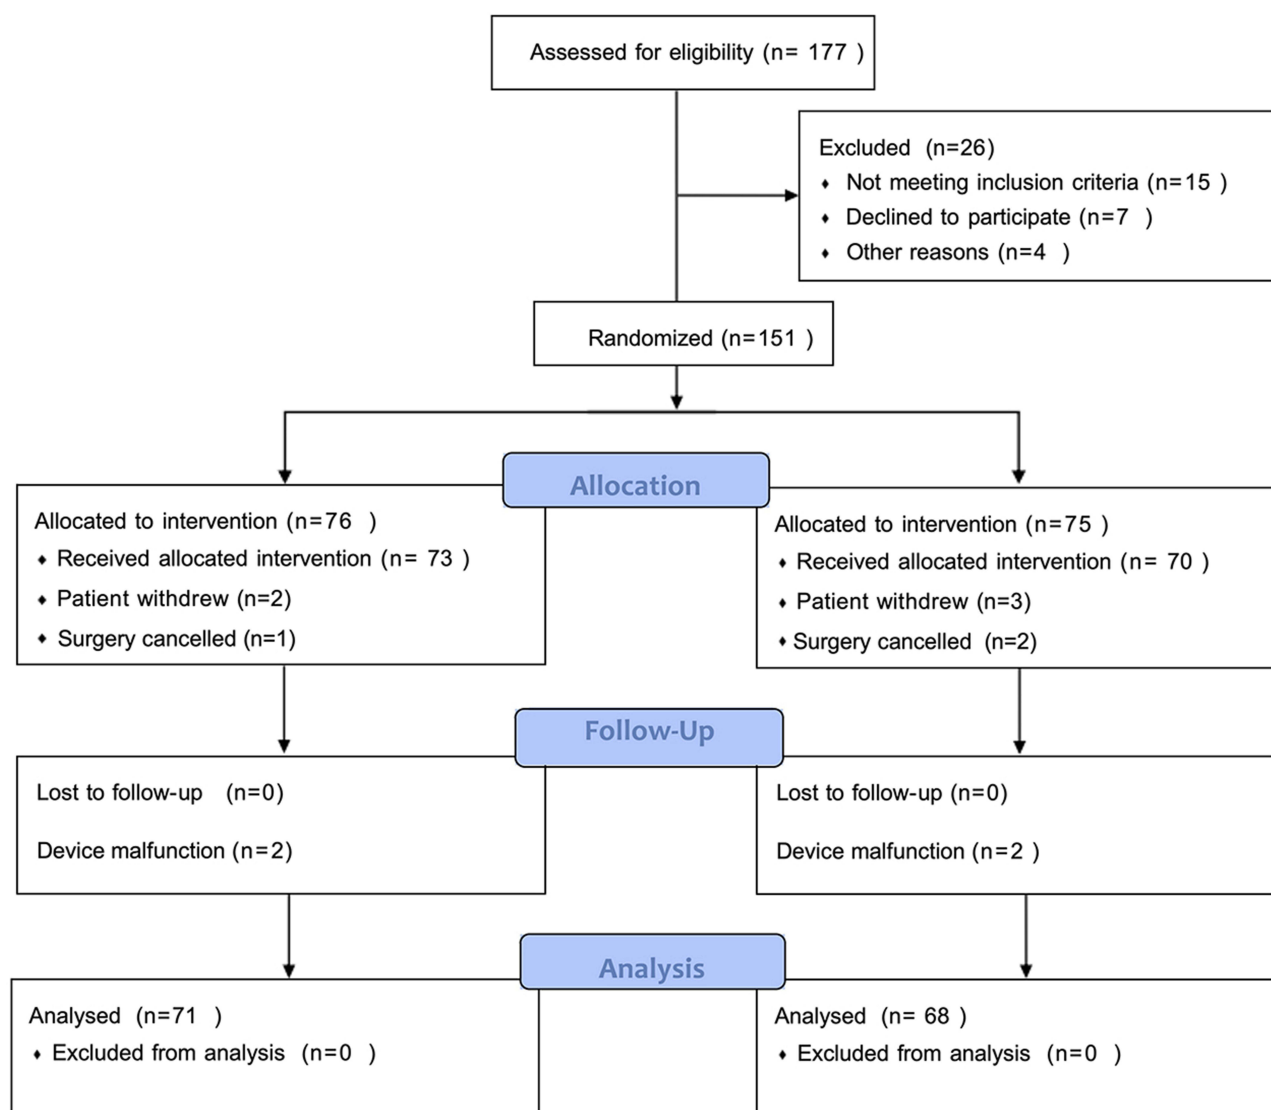 Assessed for eligibility (n= 177 )
Excluded (n=26)
♦ Not meeting inclusion criteria (n=15 )
♦ Declined to participate (n=7 )
♦ Other reasons (n=4 )
Randomized (n=151 )
Allocation
Allocated to intervention (n=76 )
♦ Received allocated intervention (n= 73 )
♦ Patient withdrew (n=2)
♦ Surgery cancelled (n=1)
Allocated to intervention (n=75 )
♦ Received allocated intervention (n= 70 )
♦ Patient withdrew (n=3)
♦ Surgery cancelled (n=2)
Follow-Up
Lost to follow-up (n=0)
Device malfunction (n=2)
Lost to follow-up (n=0)
Device malfunction (n=2 )
Analysis
Analysed (n=71 )
♦ Excluded from analysis (n=0 )
Analysed (n= 68 )
♦ Excluded from analysis (n=0 )